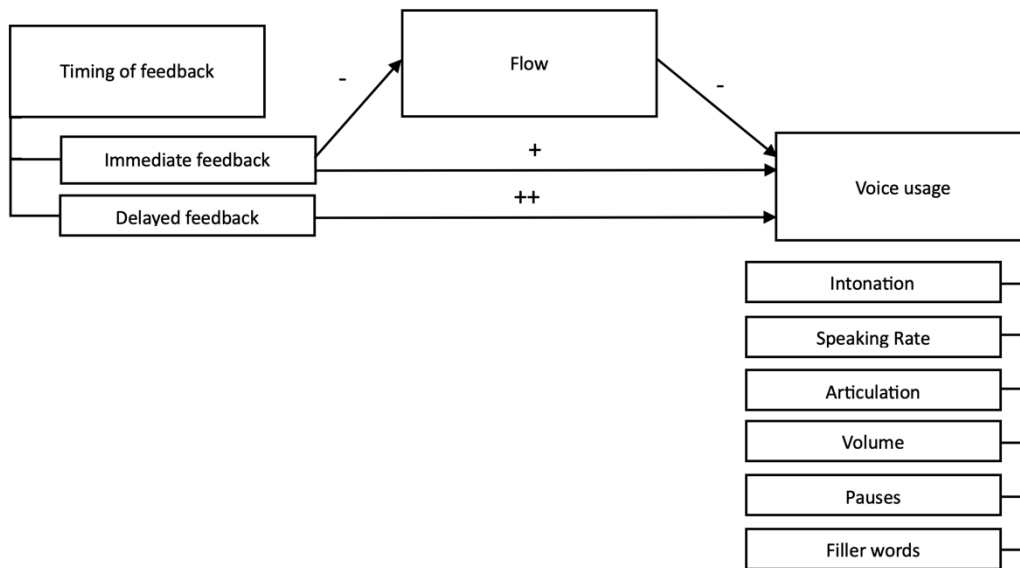 Timing of feedback
Flow
-
-
Immediate feedback
+
Voice usage
Delayed feedback
++
Intonation
Speaking Rate
Articulation
Volume
Pauses
Filler words